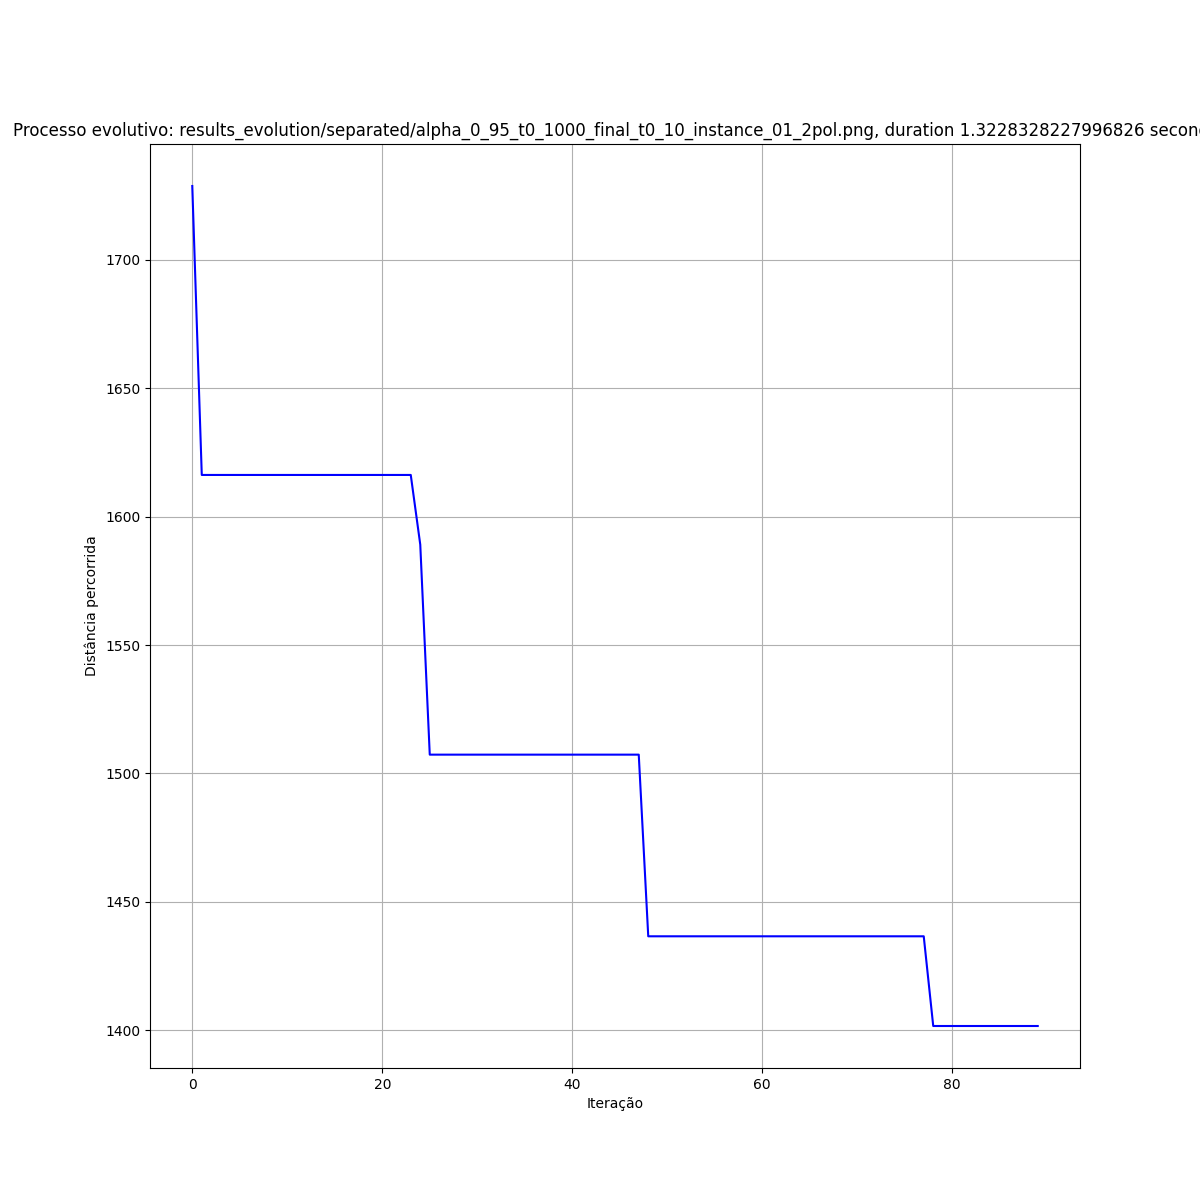 Processo evolutivo: results_evolution/separated/alpha_0_95_t0_1000_final_t0_10_instance_01_2pol.png, duration 1.3228328227996826 secon
1700
1650
1600
1550
1500
1450
1400
Distância percorrida
0 20 40 60 80
Iteração